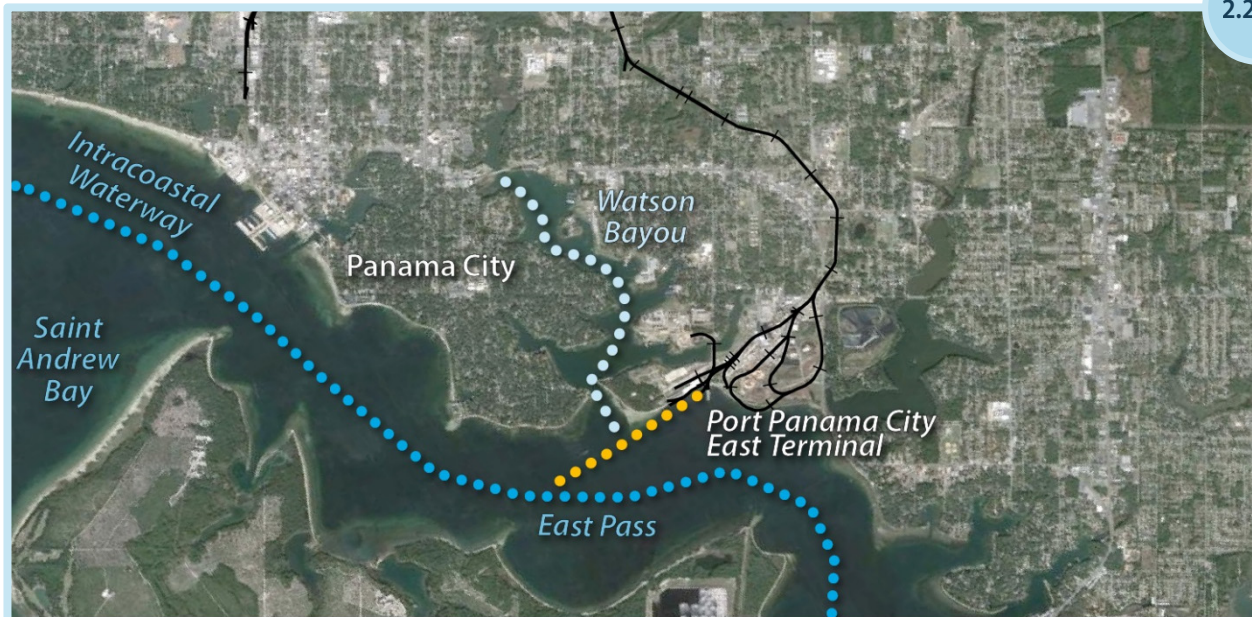 2.2
Intracoastal
Waterway
Watson
Bayou
Panama City
Saint
Andrew
Bay
Port Panama City
East Terminal
East Pass